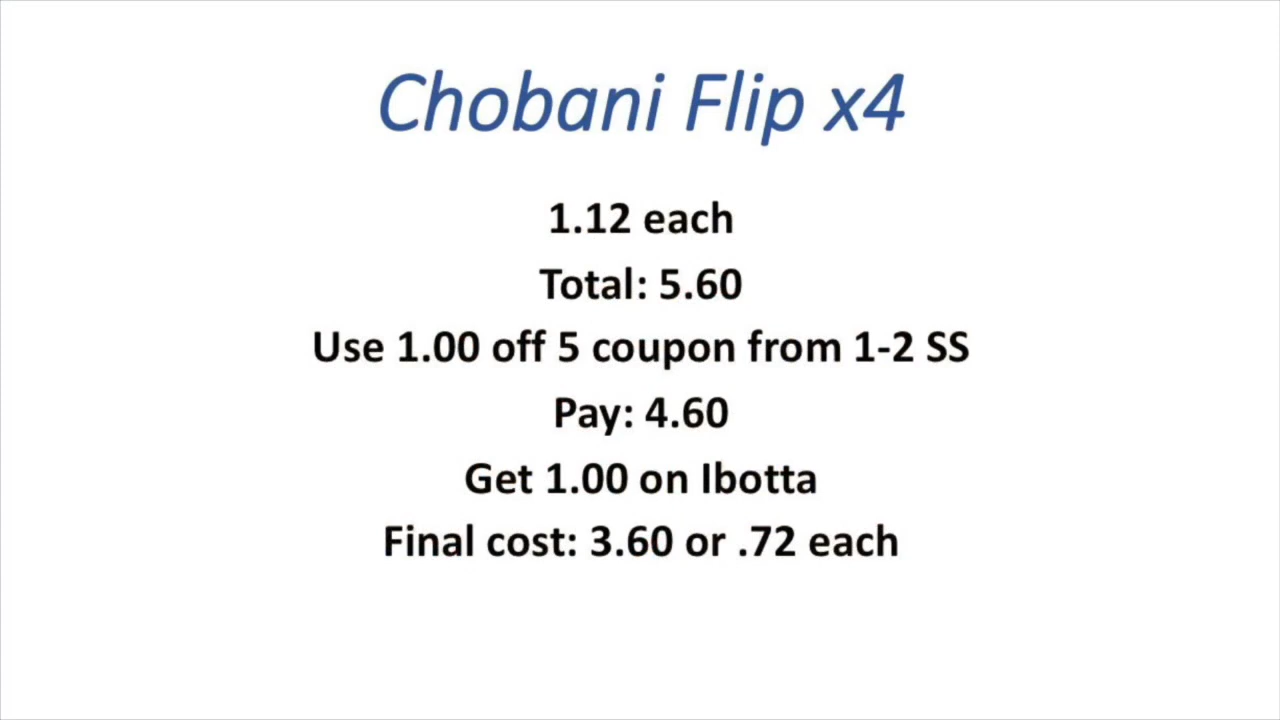 Chobani Flip x4
1.12 each
Total: 5.60
Use 1.00 off 5 coupon from 1-2 SS
Pay: 4.60
Get 1.00 on Ibotta
Final cost: 3.60 or .72 each